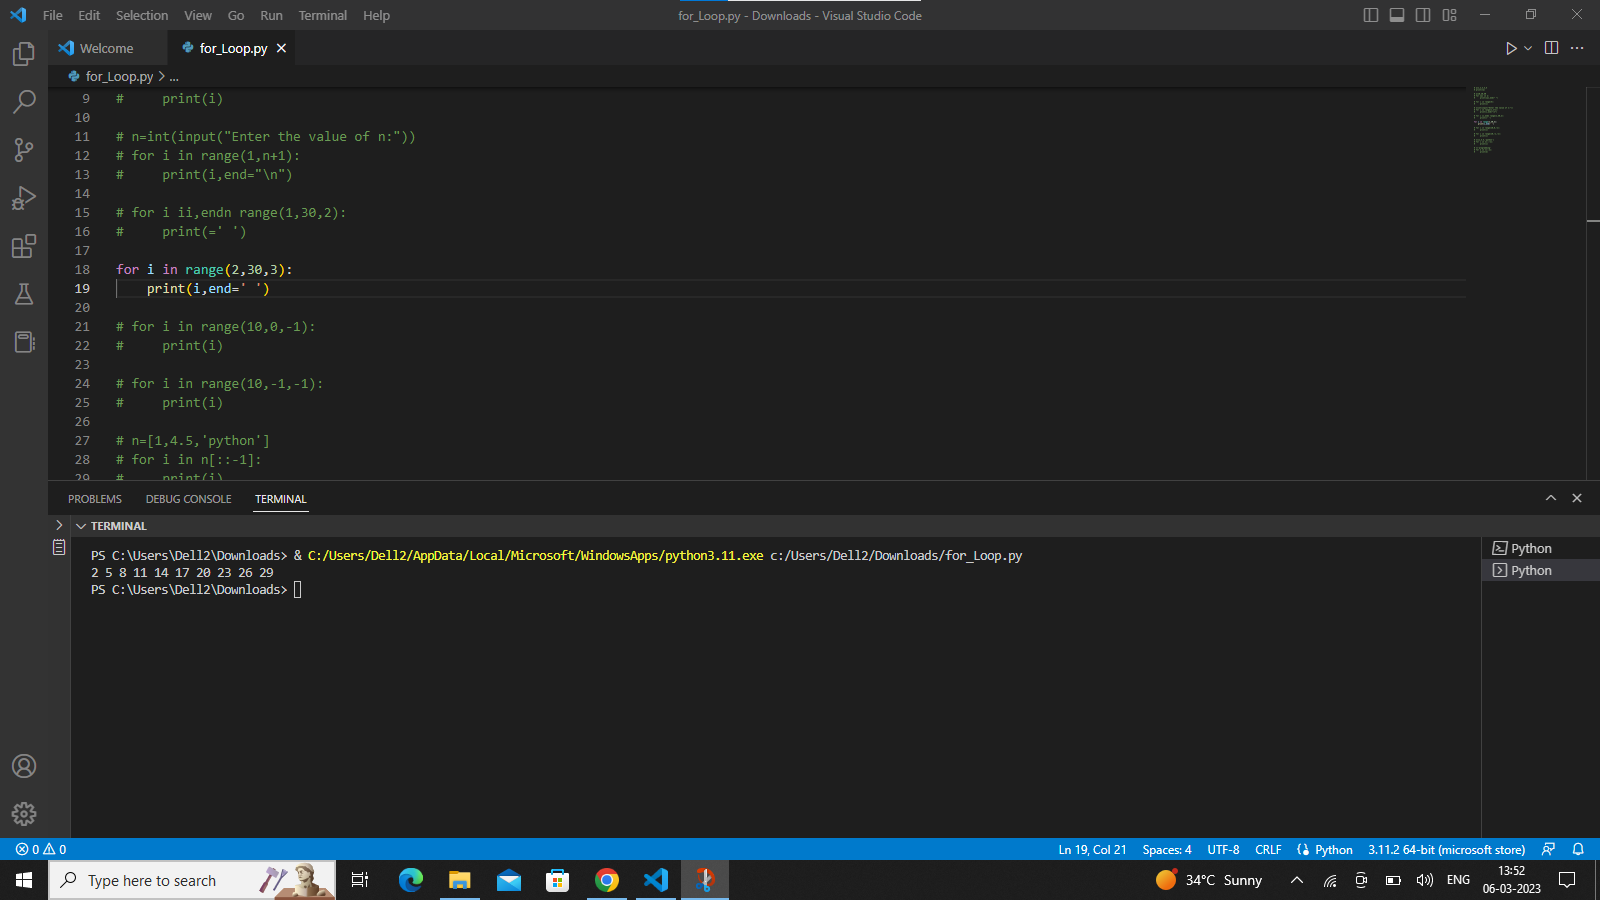 File Edit Selection View Go Run Terminal Help
for_Loop.py - Downloads - Visual Studio Code
Welcome
for_Loop.py
for_Loop.py > ...
9 #     print(i)
10
11 # n=int(input("Enter the value of n:"))
12 # for i in range(1,n+1):
13 #     print(i,end="\n")
14
15 # for i ii,endn range(1,30,2):
16 #     print(=' ')
17
18 for i in range(2,30,3):
19     print(i,end=' ')
20
21 # for i in range(10,0,-1):
22 #     print(i)
23
24 # for i in range(10,-1,-1):
25 #     print(i)
26
27 # n=[1,4.5,'python']
28 # for i in n[::-1]:
29 #     print(i)
PROBLEMS DEBUG CONSOLE TERMINAL
TERMINAL
PS C:\Users\Dell2\Downloads> & C:/Users/Dell2/AppData/Local/Microsoft/WindowsApps/python3.11.exe c:/Users/Dell2/Downloads/for_Loop.py
2 5 8 11 14 17 20 23 26 29
PS C:\Users\Dell2\Downloads>
Python
Python
0 0 Ln 19, Col 21 Spaces: 4 UTF-8 CRLF Python 3.11.2 64-bit (microsoft store)
Type here to search
34°C Sunny
ENG
13:52
06-03-2023